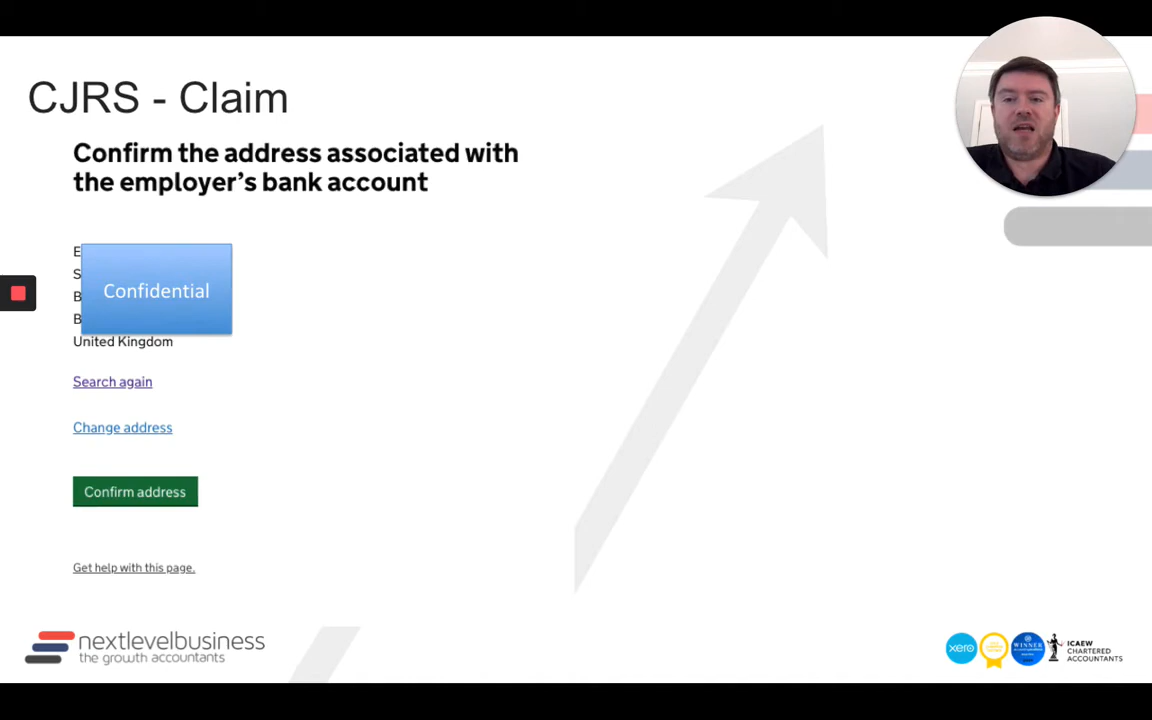 CJRS - Claim
Confirm the address associated with
the employer's bank account
E
S
B
B
Confidential
United Kingdom
Search again
Change address
Confirm address
Get help with this page.
nextlevelbusiness
the growth accountants
xero
WINNER
ICAEW
CHARTERED
ACCOUNTANTS